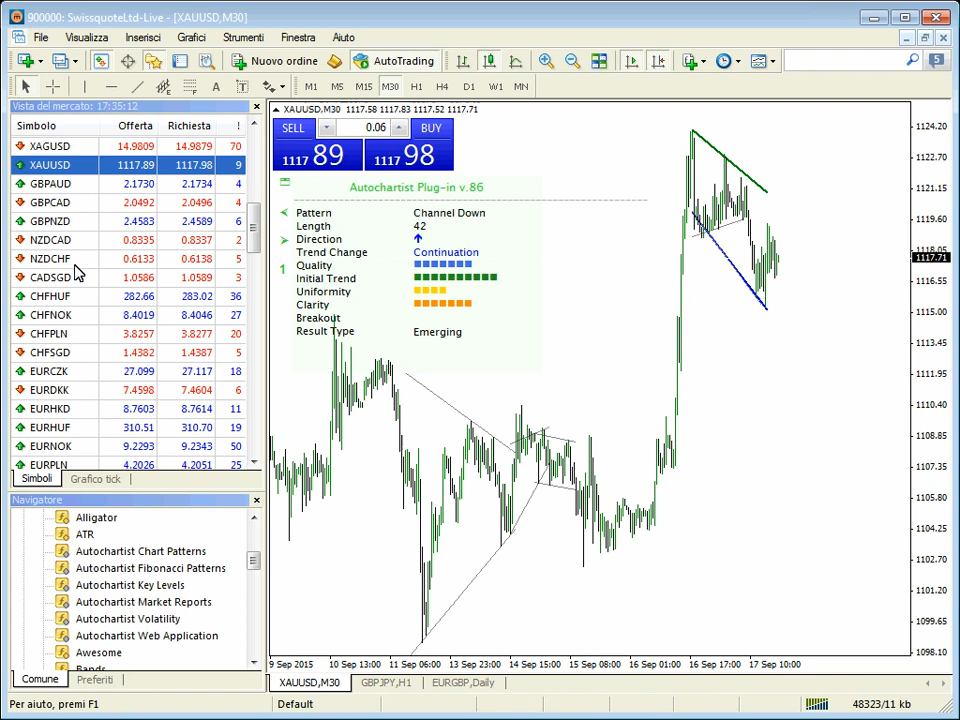 900000: SwissquoteLtd-Live - [XAUUSD,M30]
File Visualizza Inserisci Grafici Strumenti Finestra Aiuto
Nuovo ordine AutoTrading 5
A T M1 M5 M15 M30 H1 H4 D1 W1 MN
Vista del mercato: 17:35:12
Simbolo Offerta Richiesta !
XAGUSD 14.9809 14.9879 70
XAUUSD 1117.89 1117.98 9
GBPAUD 2.1730 2.1734 4
GBPCAD 2.0492 2.0496 4
GBPNZD 2.4583 2.4589 6
NZDCAD 0.8335 0.8337 2
NZDCHF 0.6133 0.6138 5
CADSGD 1.0586 1.0589 3
CHFHUF 282.66 283.02 36
CHFNOK 8.4019 8.4046 27
CHFPLN 3.8257 3.8277 20
CHFSGD 1.4382 1.4387 5
EURCZK 27.099 27.117 18
EURDKK 7.4598 7.4604 6
EURHKD 8.7603 8.7614 11
EURHUF 310.51 310.70 19
EURNOK 9.2293 9.2343 50
EURPLN 4.2026 4.2051 25
Simboli Grafico tick
Navigatore
Alligator
ATR
Autochartist Chart Patterns
Autochartist Fibonacci Patterns
Autochartist Key Levels
Autochartist Market Reports
Autochartist Volatility
Autochartist Web Application
Awesome
Bands
Comune Preferiti
XAUUSD,M30 1117.58 1117.83 1117.52 1117.71
SELL 0.06 BUY
1117 89 1117 98
Autochartist Plug-in v.86
Pattern Channel Down
Length 42
Direction
Trend Change Continuation
1 Quality
Initial Trend
Uniformity
Clarity
Breakout
Result Type Emerging
1124.20
1122.70
1121.15
1119.60
1118.05
1117.71
1116.55
1115.00
1113.45
1111.95
1110.40
1108.85
1107.35
1105.80
1104.25
1102.70
1101.20
1099.65
1098.10
9 Sep 2015 10 Sep 13:00 11 Sep 06:00 13 Sep 23:00 14 Sep 15:00 15 Sep 08:00 16 Sep 01:00 16 Sep 17:00 17 Sep 10:00
XAUUSD,M30 GBPJPY,H1 EURGBP,Daily
Per aiuto, premi F1 Default 48323/11 kb